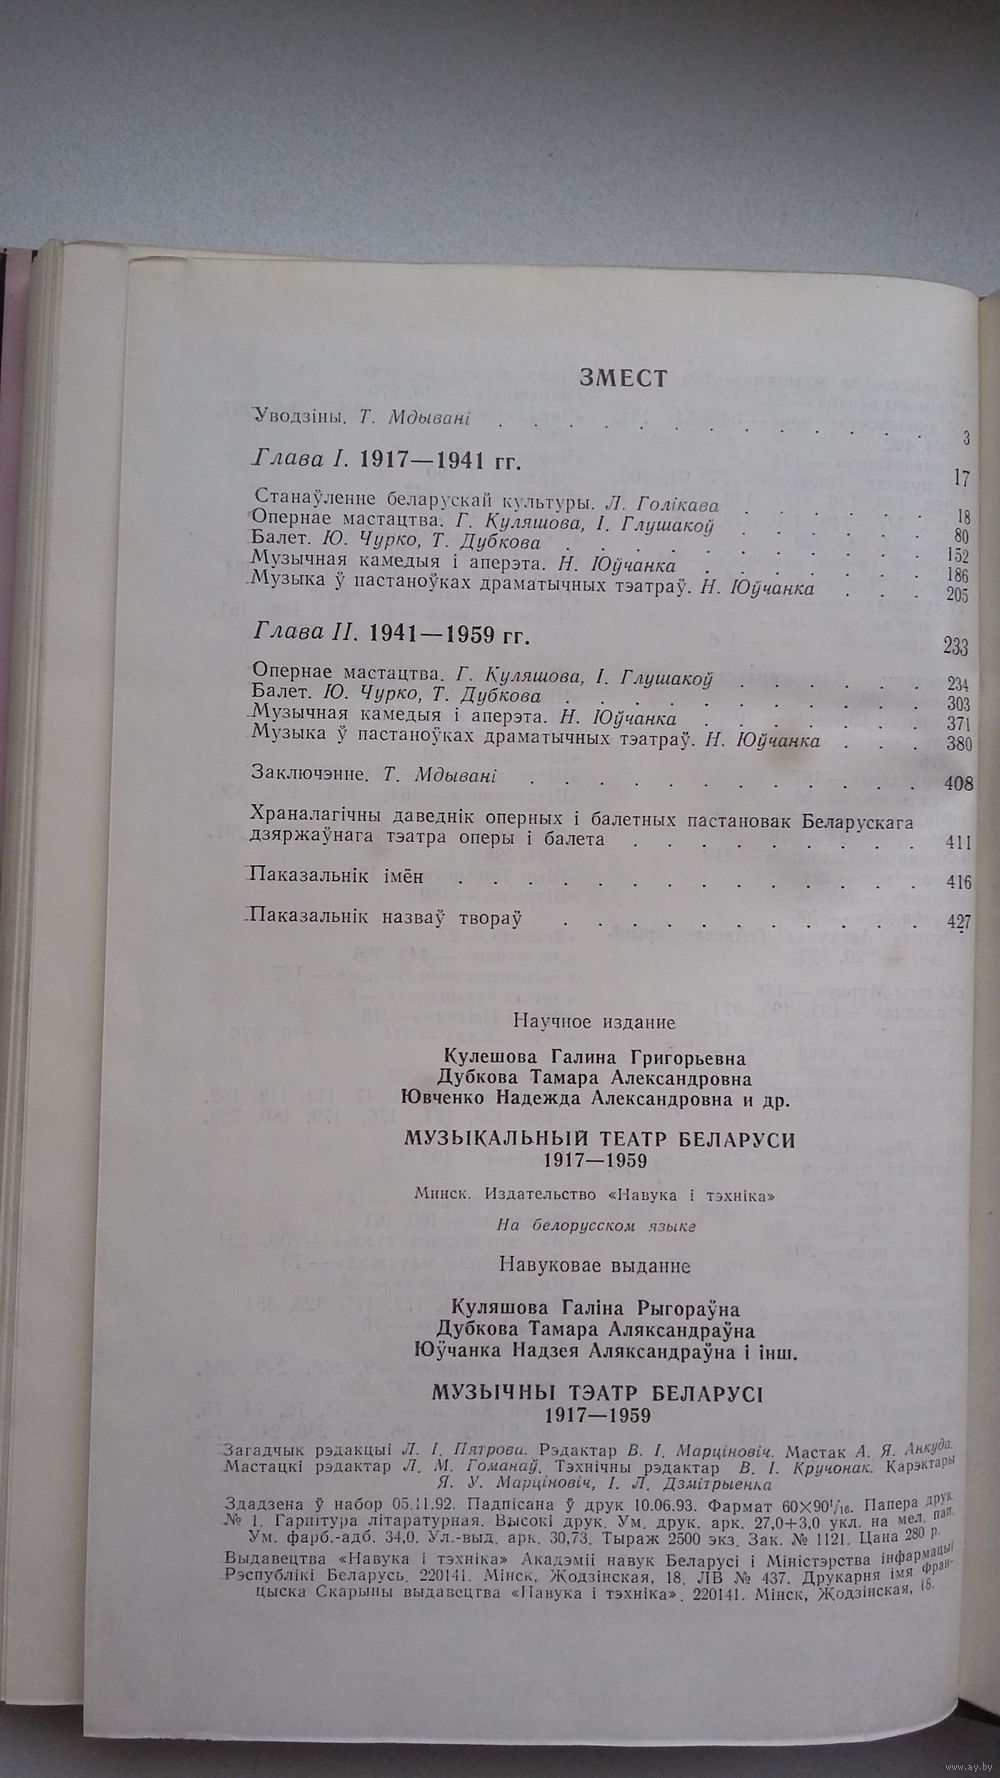 ЗМЕСТ
Уводзіны. Т. Мдывані . . . . . . . . . . . . . 3
Глава I. 1917—1941 гг. 17
Станаўленне беларускай культуры. Л. Голікава . . . . . . 18
Опернае мастацтва. Г. Куляшова, І. Глушакоў . . . . . . 80
Балет. Ю. Чурко, Т. Дубкова . . . . . . . . . . . 152
Музычная камедыя і аперэта. Н. Юўчанка . . . . . . . 186
Музыка ў пастаноўках драматычных тэатраў. Н. Юўчанка . . . 205
Глава II. 1941—1959 гг. 233
Опернае мастацтва. Г. Куляшова, І. Глушакоў . . . . . . 234
Балет. Ю. Чурко, Т. Дубкова . . . . . . . . . . . 303
Музычная камедыя і аперэта. Н. Юўчанка . . . . . . . 371
Музыка ў пастаноўках драматычных тэатраў. Н. Юўчанка . . . 380
Заключэнне. Т. Мдывані . . . . . . . . . . . . 408
Храналагічны даведнік оперных і балетных пастановак Беларускага
дзяржаўнага тэатра оперы і балета . . . . . . . . . 411
Паказальнік імён . . . . . . . . . . . . . . 416
Паказальнік назваў твораў . . . . . . . . . . . 427
Научное издание
Кулешова Галина Григорьевна
Дубкова Тамара Александровна
Ювченко Надежда Александровна и др.
МУЗЫКАЛЬНЫЙ ТЕАТР БЕЛАРУСИ
1917—1959
Минск. Издательство «Навука і тэхніка»
На белорусском языке
Навуковае выданне
Куляшова Галіна Рыгораўна
Дубкова Тамара Аляксандраўна
Юўчанка Надзея Аляксандраўна і інш.
МУЗЫЧНЫ ТЭАТР БЕЛАРУСІ
1917—1959
Загадчык рэдакцыі Л. І. Пятрова. Рэдактар В. І. Марціновіч. Мастак А. Я. Анкуда.
Мастацкі рэдактар Л. М. Гоманаў. Тэхнічны рэдактар В. І. Кручонак. Карэктары
Я. У. Марціновіч, І. Л. Дзмітрыенка
Здадзена ў набор 05.11.92. Падпісана ў друк 10.06.93. Фармат 60×90¹/₁₆. Папера друк.
№ 1. Гарнітура літаратурная. Высокі друк. Ум. друк. арк. 27,0+3,0 укл. на мел. пап.
Ум. фарб.-адб. 34,0. Ул.-выд. арк. 30,73. Тыраж 2500 экз. Зак. № 1121. Цана 280 р.
Выдавецтва «Навука і тэхніка» Акадэміі навук Беларусі і Міністэрства інфармацыі
Рэспублікі Беларусь. 220141. Мінск, Жодзінская, 18. ЛВ № 437. Друкарня імя Фран-
цыска Скарыны выдавецтва «Навука і тэхніка». 220141. Мінск, Жодзінская, 18.
www.ay.by